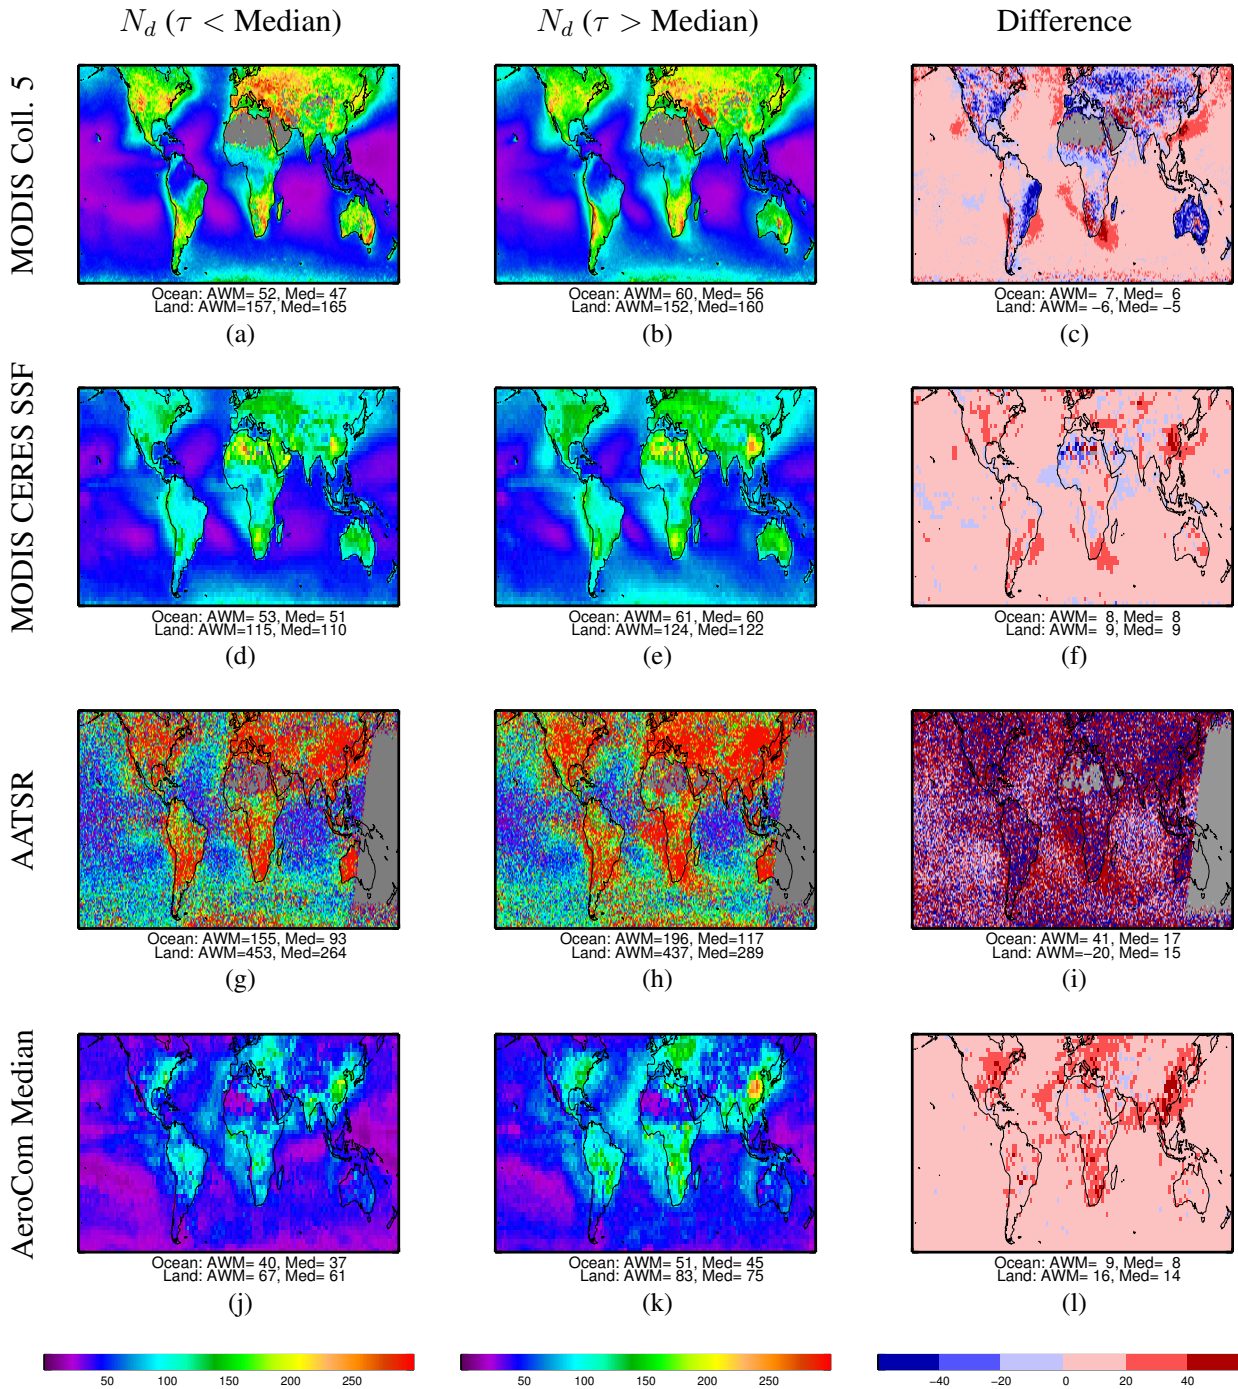 N_d (τ < Median) N_d (τ > Median) Difference
MODIS Coll. 5
Ocean: AWM= 52, Med= 47
Land: AWM=157, Med=165
(a)
Ocean: AWM= 60, Med= 56
Land: AWM=152, Med=160
(b)
Ocean: AWM= 7, Med= 6
Land: AWM= −6, Med= −5
(c)
MODIS CERES SSF
Ocean: AWM= 53, Med= 51
Land: AWM=115, Med=110
(d)
Ocean: AWM= 61, Med= 60
Land: AWM=124, Med=122
(e)
Ocean: AWM= 8, Med= 8
Land: AWM= 9, Med= 9
(f)
AATSR
Ocean: AWM=155, Med= 93
Land: AWM=453, Med=264
(g)
Ocean: AWM=196, Med=117
Land: AWM=437, Med=289
(h)
Ocean: AWM= 41, Med= 17
Land: AWM=−20, Med= 15
(i)
AeroCom Median
Ocean: AWM= 40, Med= 37
Land: AWM= 67, Med= 61
(j)
Ocean: AWM= 51, Med= 45
Land: AWM= 83, Med= 75
(k)
Ocean: AWM= 9, Med= 8
Land: AWM= 16, Med= 14
(l)
50 100 150 200 250
50 100 150 200 250
−40 −20 0 20 40